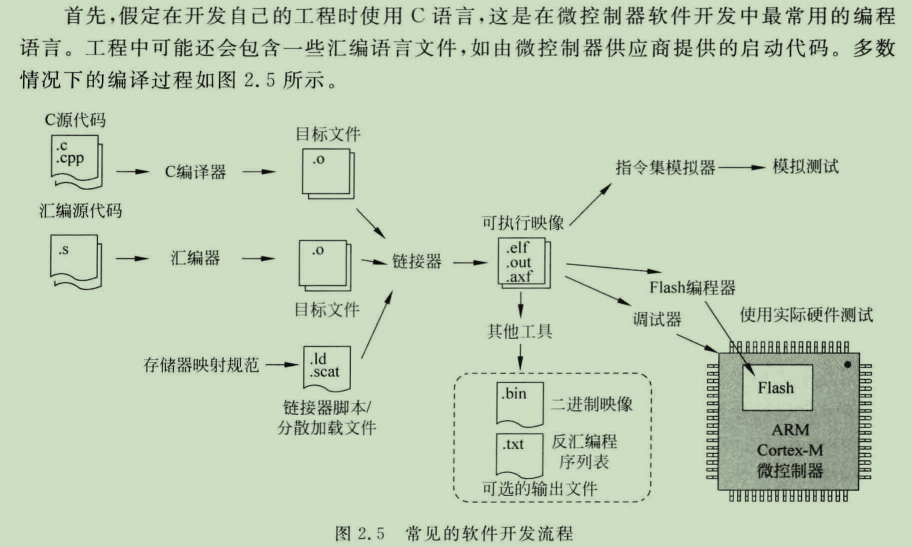 首先,假定在开发自己的工程时使用 C 语言,这是在微控制器软件开发中最常用的编程
语言。工程中可能还会包含一些汇编语言文件,如由微控制器供应商提供的启动代码。多数
情况下的编译过程如图 2.5 所示。
C源代码
.c
.cpp
C编译器
目标文件
.o
汇编源代码
.s
汇编器
.o
目标文件
存储器映射规范
.ld
.scat
链接器脚本/
分散加载文件
链接器
可执行映像
.elf
.out
.axf
指令集模拟器
模拟测试
Flash编程器
调试器
使用实际硬件测试
其他工具
.bin
二进制映像
.txt
反汇编程
序列表
可选的输出文件
Flash
ARM
Cortex-M
微控制器
图 2.5 常见的软件开发流程